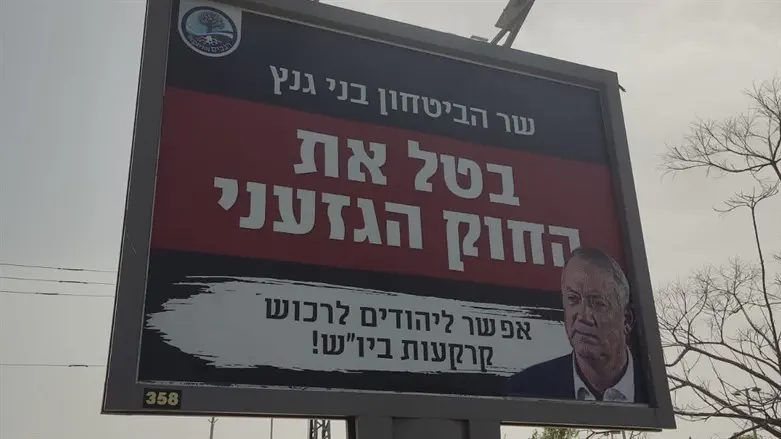 שר הביטחון בני גנץ
בטל את
החוק הגזעני
אפשר ליהודים לרכוש
קרקעות ביו"ש!
358